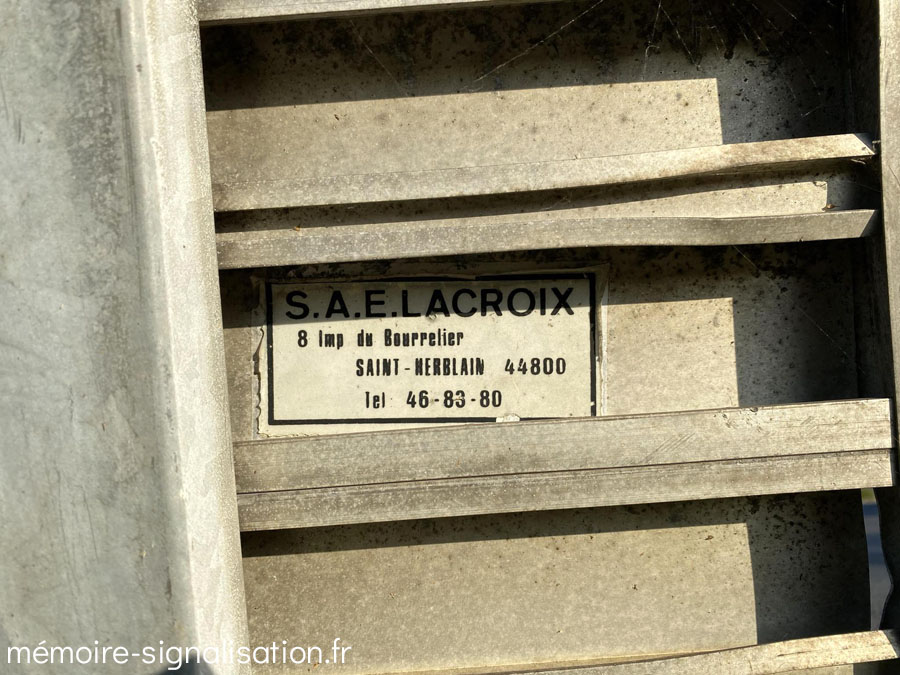 S.A.E. LACROIX
8 Imp du Bourrelier
SAINT-HERBLAIN 44800
Tel 46-83-80
mémoire-signalisation.fr